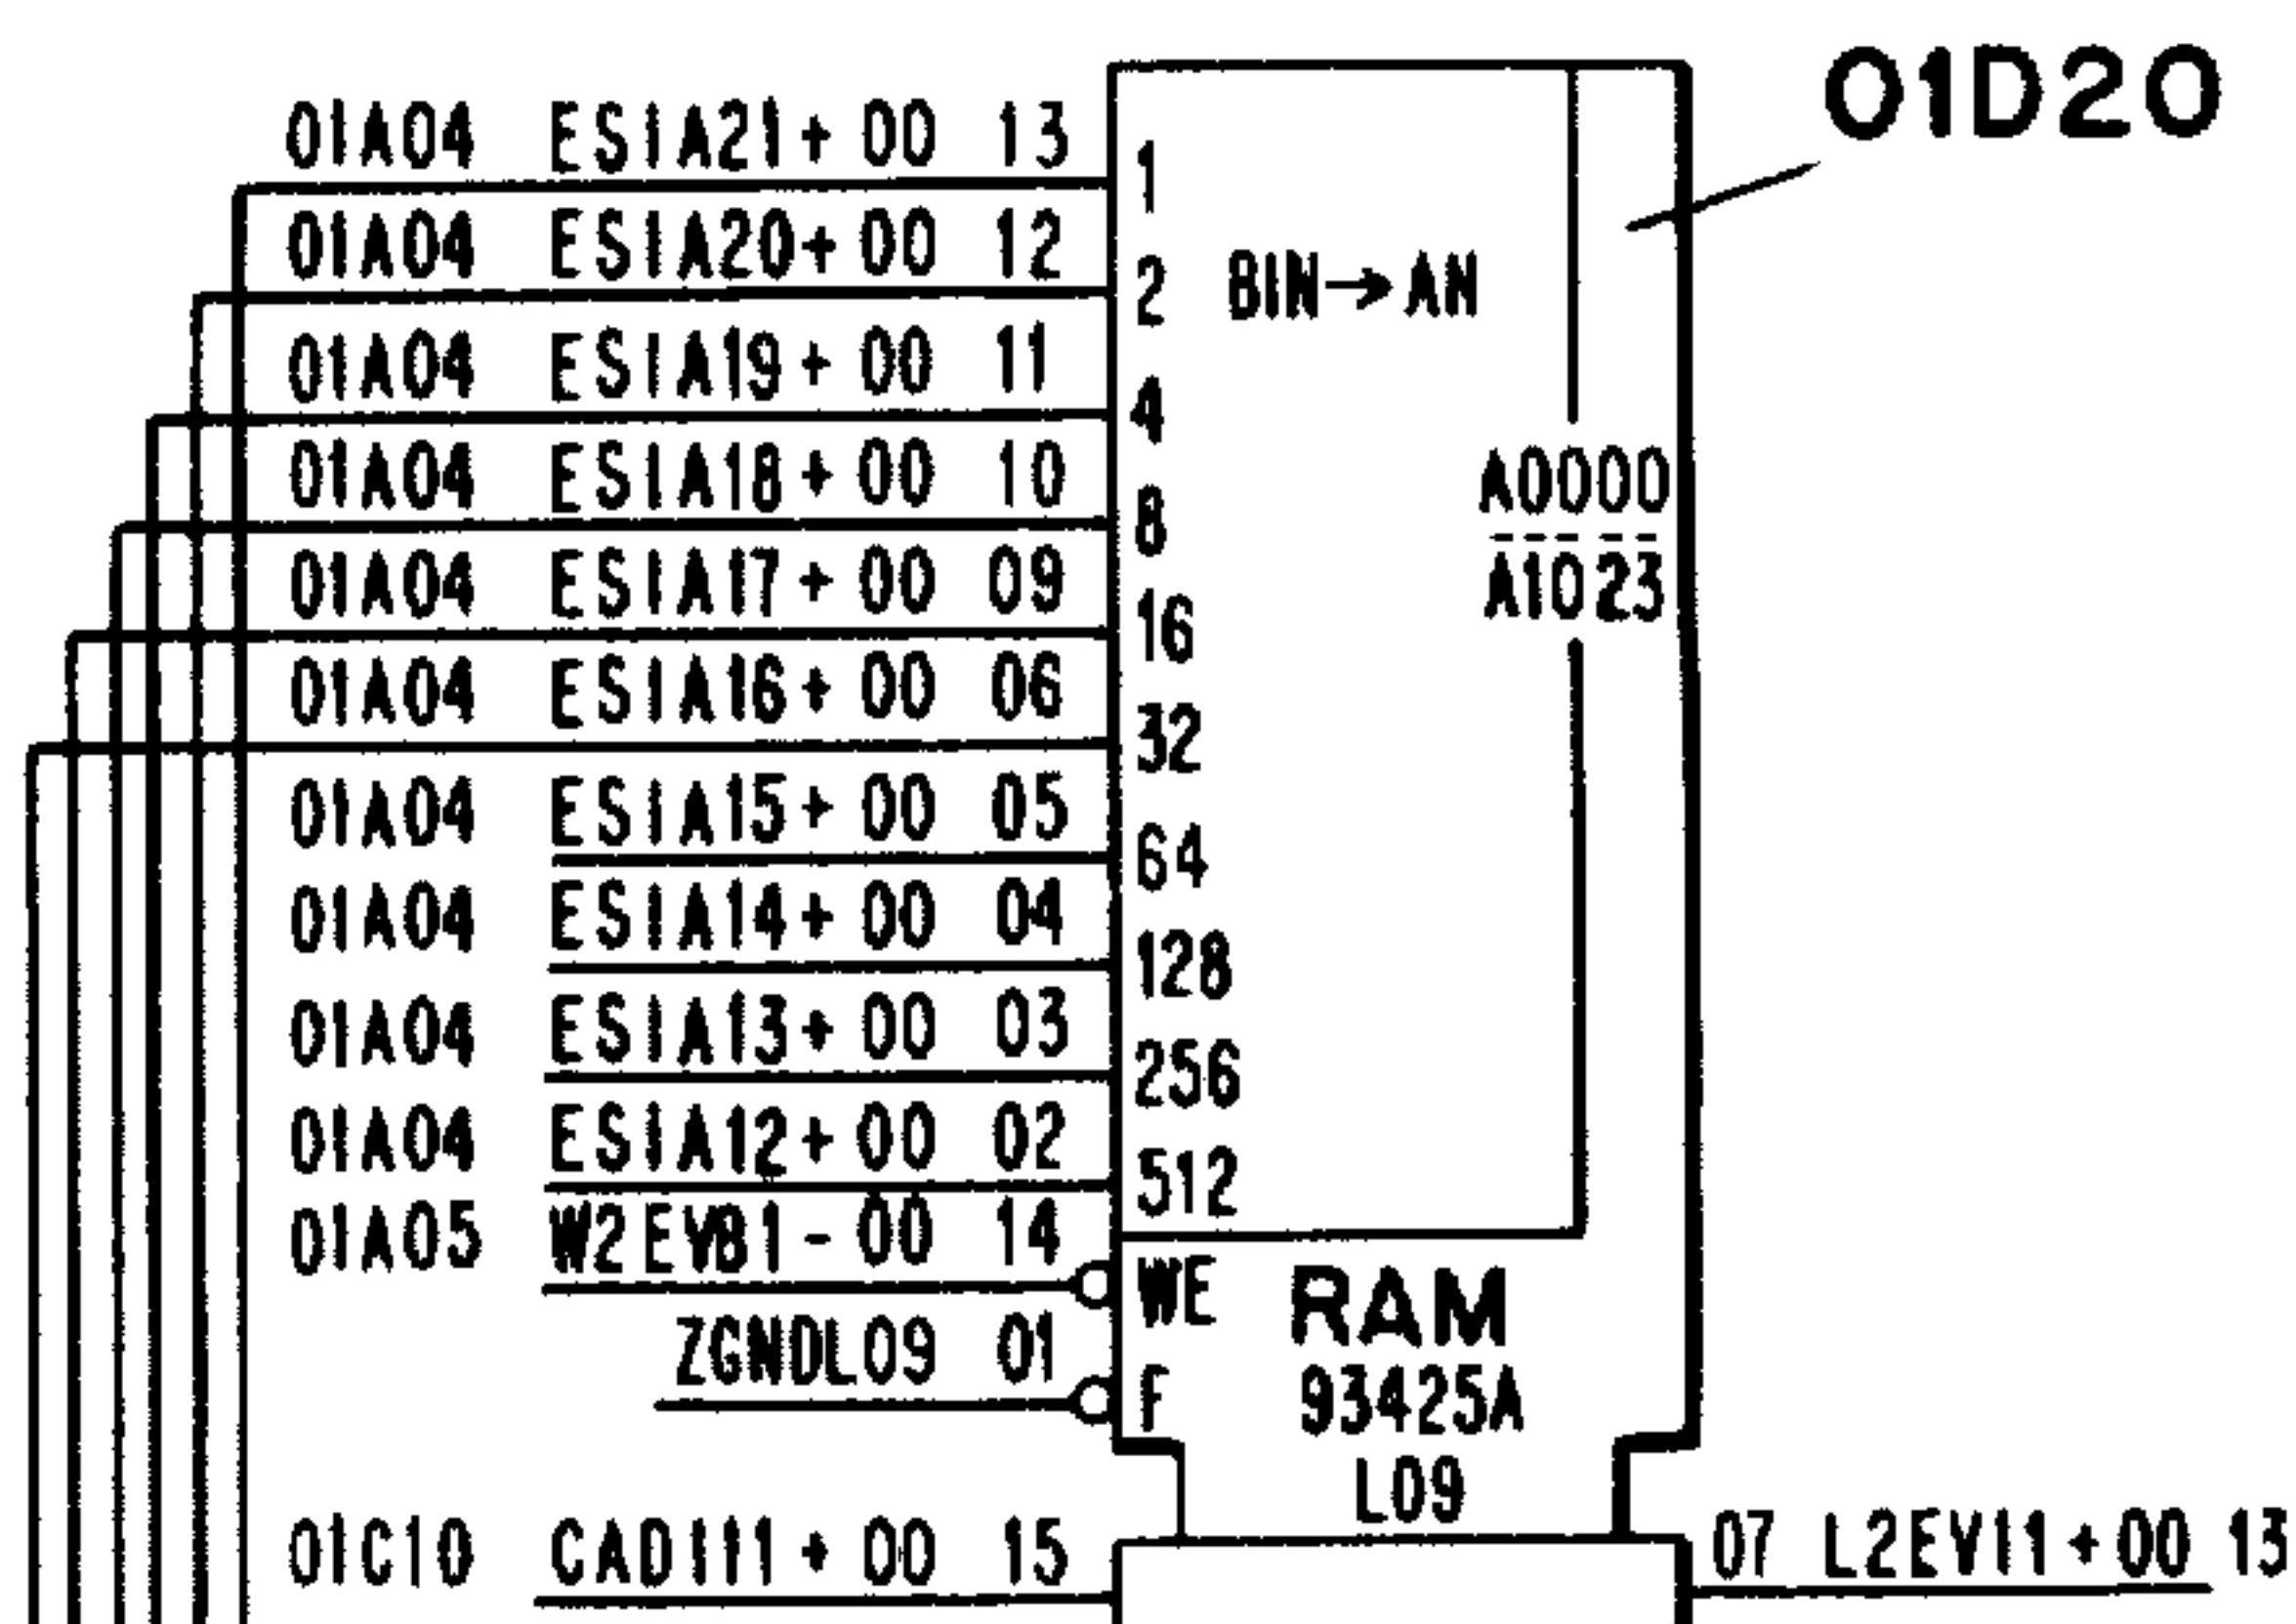 01D20
01A04 ESIA21+00 13
1
01A04 ESIA20+00 12
2 BIN→AN
01A04 ESIA19+00 11
4
01A04 ESIA18+00 10
8
A0000
01A04 ESIA17+00 09
A1023
16
01A04 ESIA16+00 06
32
01A04 ESIA15+00 05
64
01A04 ESIA14+00 04
128
01A04 ESIA13+00 03
256
01A04 ESIA12+00 02
512
01A05 W2EVB1-00 14
WE RAM
ZGNDL09 01
F 93425A
L09
01C10 CADI11+00 15
07 L2EV11+00 13